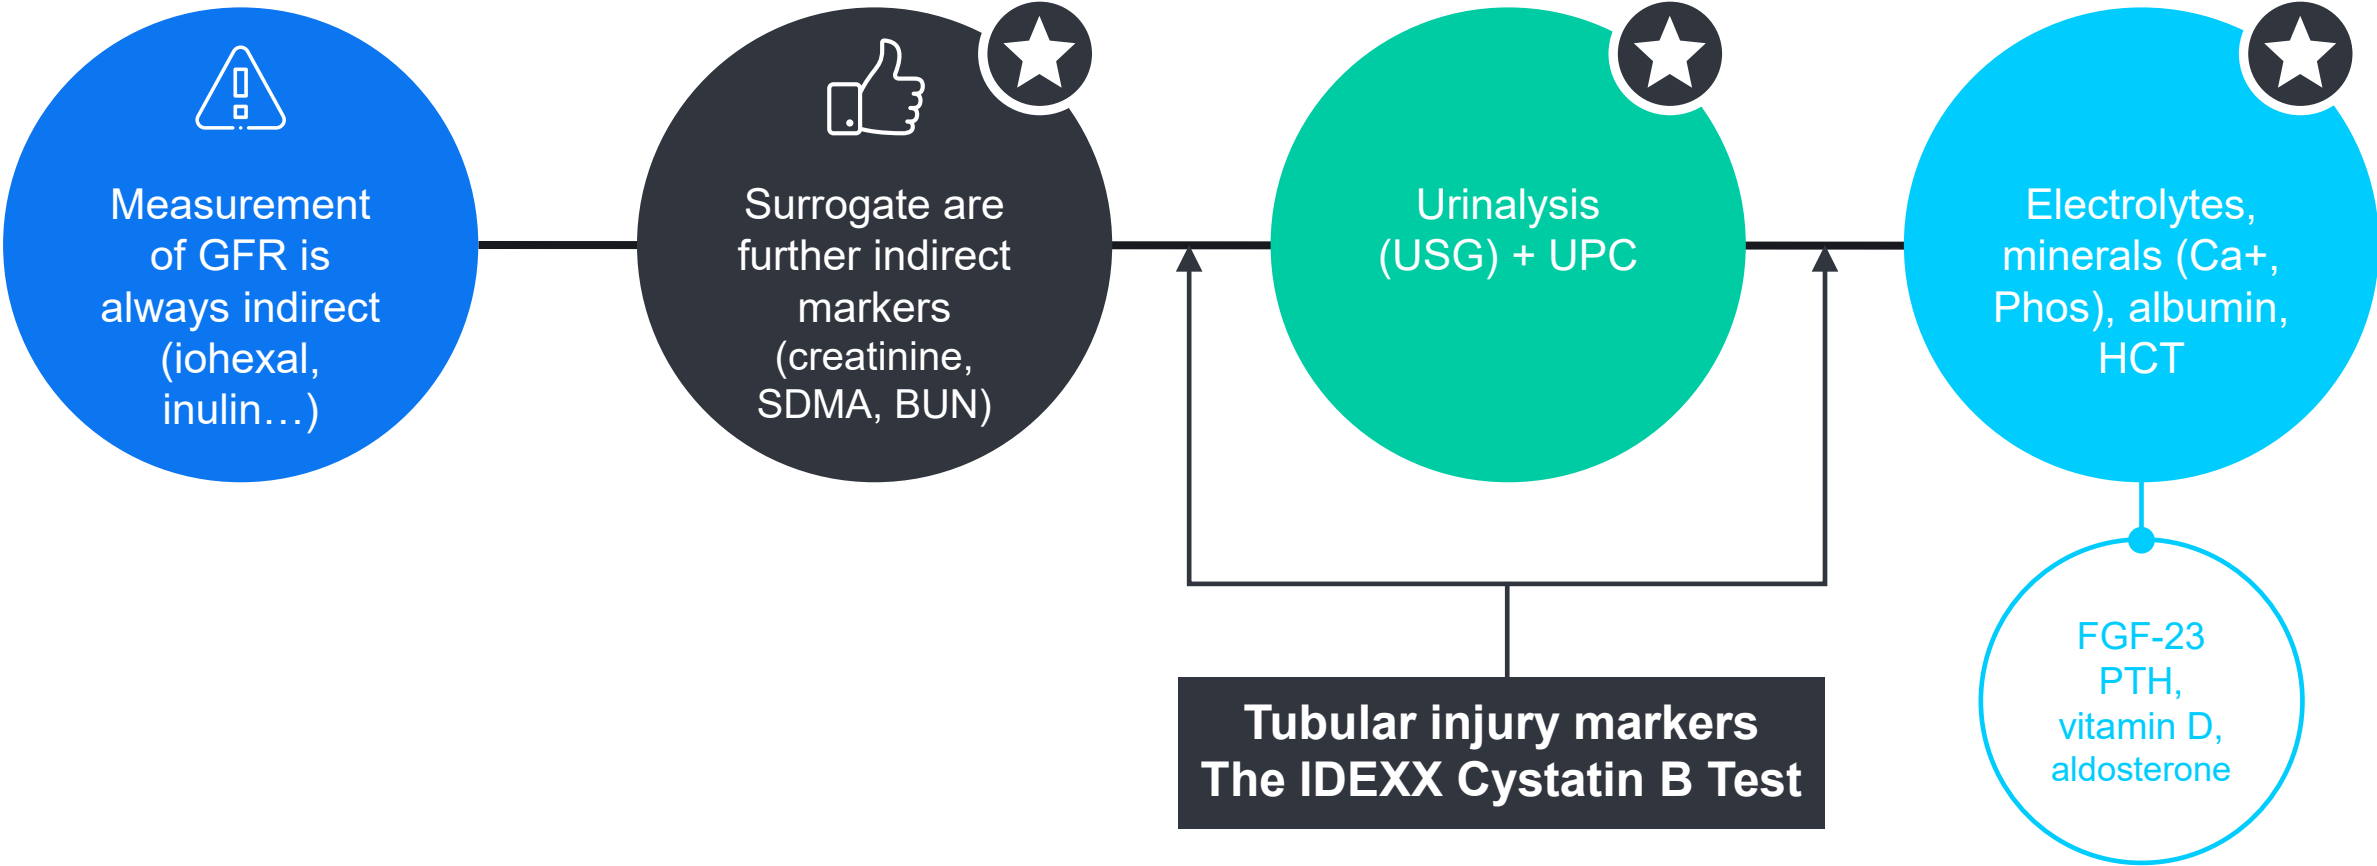 Measurement
of GFR is
always indirect
(iohexal,
inulin…)
Surrogate are
further indirect
markers
(creatinine,
SDMA, BUN)
Urinalysis
(USG) + UPC
Electrolytes,
minerals (Ca+,
Phos), albumin,
HCT
Tubular injury markers
The IDEXX Cystatin B Test
FGF-23
PTH,
vitamin D,
aldosterone